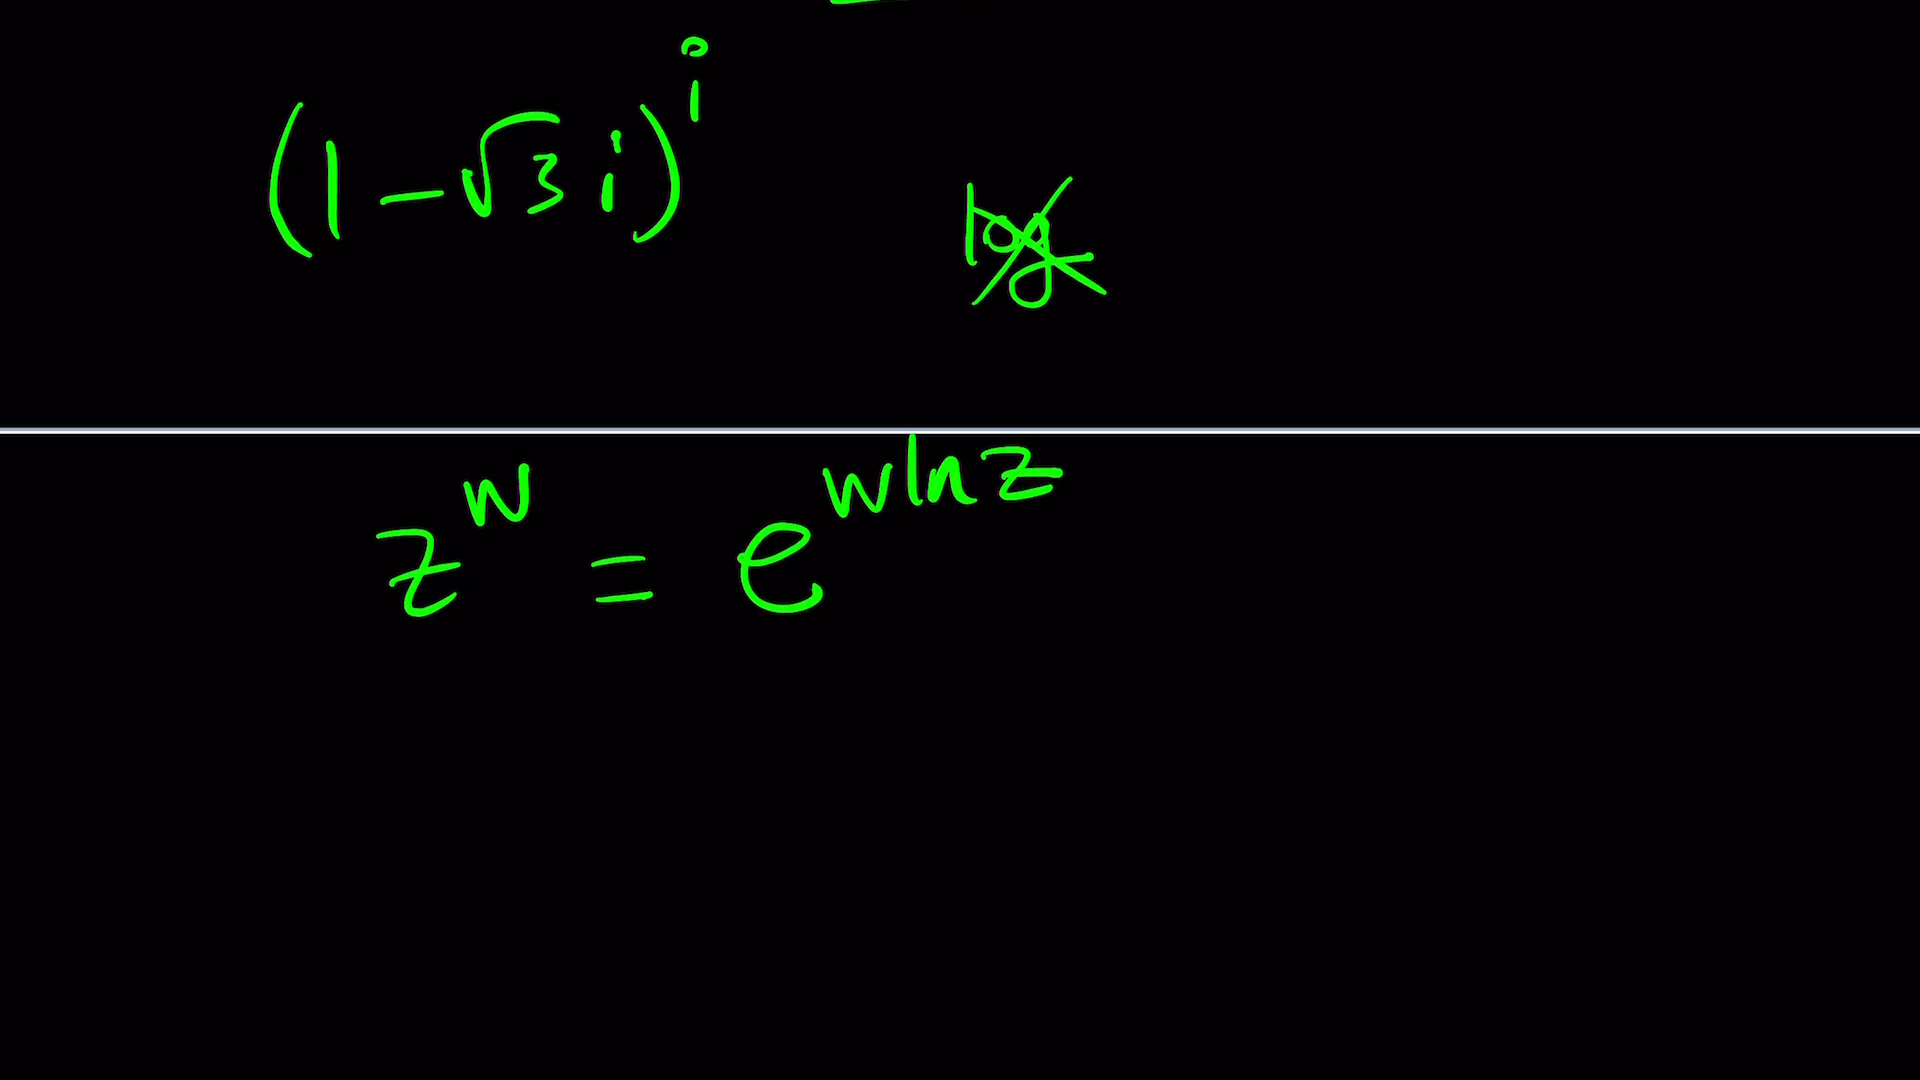 (1-√3 i)^i
log
z^w = e^(w ln z)